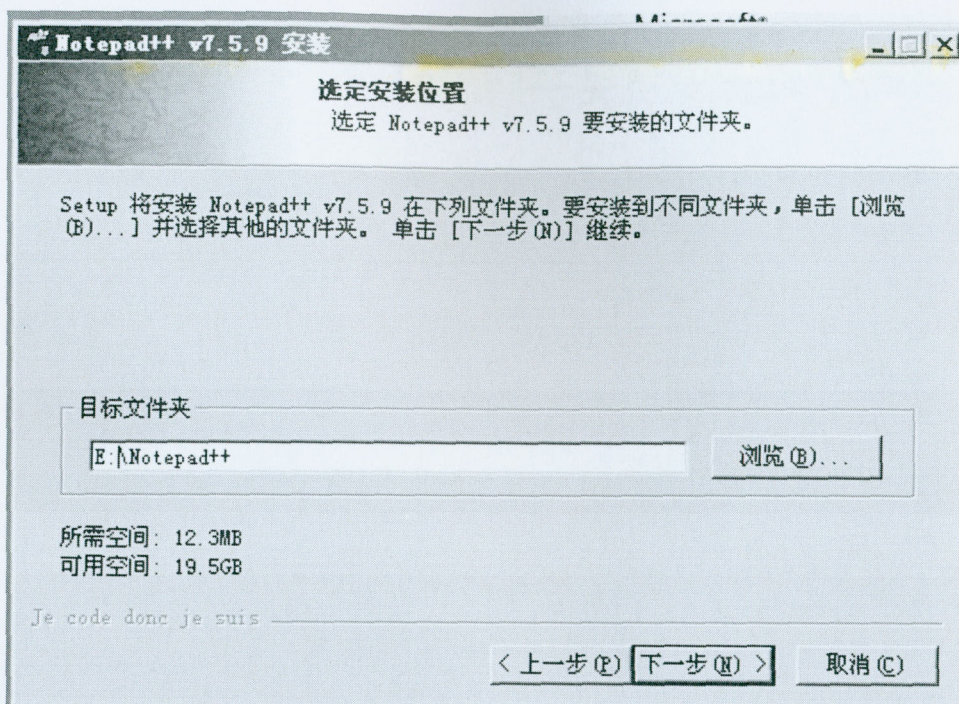 Notepad++ v7.5.9 安装
选定安装位置
选定 Notepad++ v7.5.9 要安装的文件夹。
Setup 将安装 Notepad++ v7.5.9 在下列文件夹。要安装到不同文件夹，单击 [浏览
(B)...] 并选择其他的文件夹。 单击 [下一步(N)] 继续。
目标文件夹
E:\Notepad++
浏览(B)...
所需空间: 12.3MB
可用空间: 19.5GB
Je code donc je suis
< 上一步(P)
下一步(N) >
取消(C)